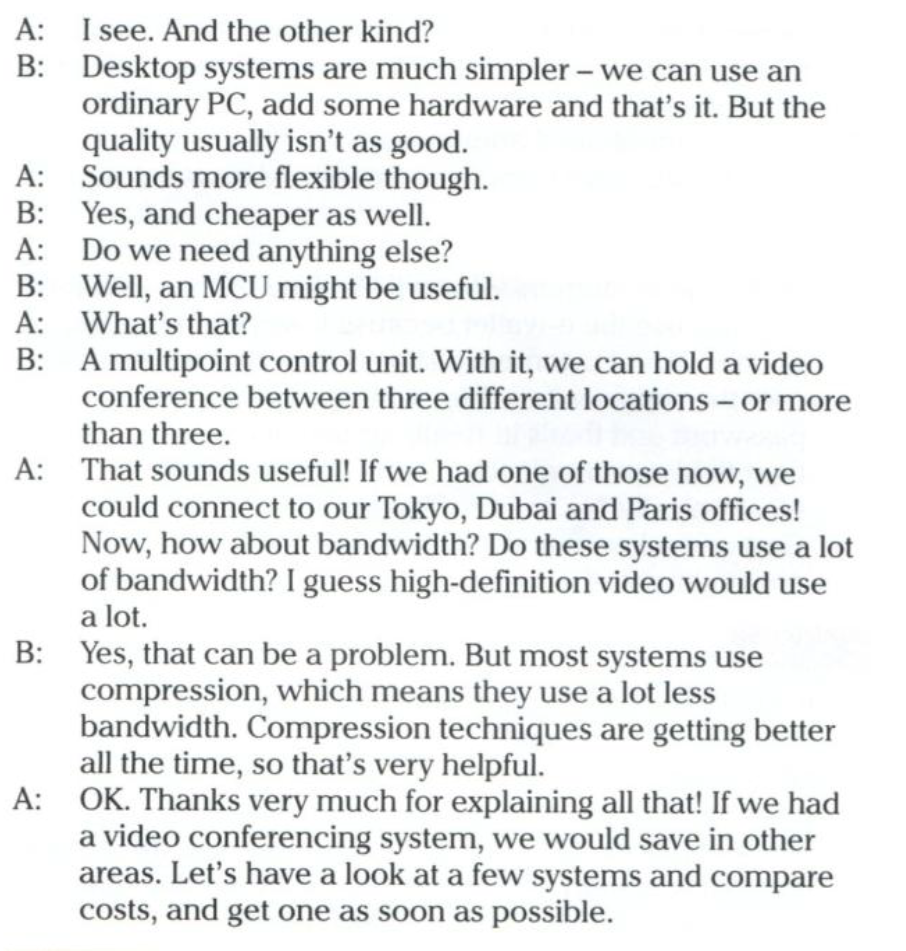 A: I see. And the other kind?
B: Desktop systems are much simpler – we can use an
ordinary PC, add some hardware and that's it. But the
quality usually isn't as good.
A: Sounds more flexible though.
B: Yes, and cheaper as well.
A: Do we need anything else?
B: Well, an MCU might be useful.
A: What's that?
B: A multipoint control unit. With it, we can hold a video
conference between three different locations – or more
than three.
A: That sounds useful! If we had one of those now, we
could connect to our Tokyo, Dubai and Paris offices!
Now, how about bandwidth? Do these systems use a lot
of bandwidth? I guess high-definition video would use
a lot.
B: Yes, that can be a problem. But most systems use
compression, which means they use a lot less
bandwidth. Compression techniques are getting better
all the time, so that's very helpful.
A: OK. Thanks very much for explaining all that! If we had
a video conferencing system, we would save in other
areas. Let's have a look at a few systems and compare
costs, and get one as soon as possible.